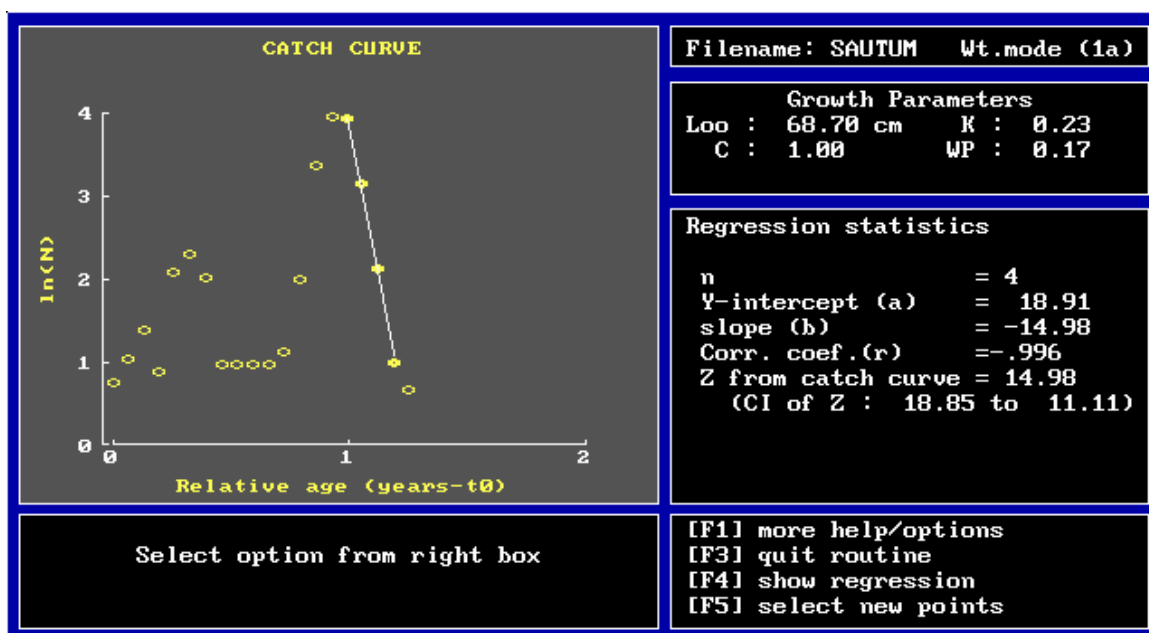 CATCH CURVE
4
3
2
1
0
ln(N)
0 1 2
Relative age (years-t0)
Select option from right box
Filename: SAUTUM Wt.mode (1a)
Growth Parameters
Loo : 68.70 cm K : 0.23
C : 1.00 WP : 0.17
Regression statistics
n = 4
Y-intercept (a) = 18.91
slope (b) = -14.98
Corr. coef.(r) =-.996
Z from catch curve = 14.98
(CI of Z : 18.85 to 11.11)
[F1] more help/options
[F3] quit routine
[F4] show regression
[F5] select new points